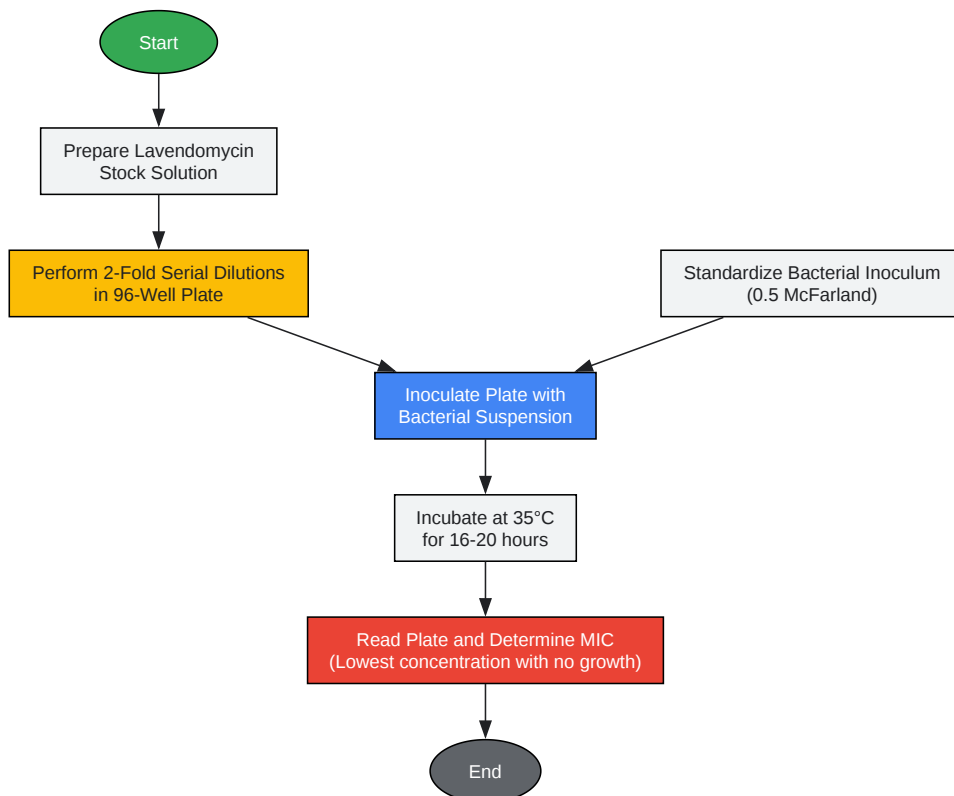 Start
Prepare Lavendomycin
Stock Solution
Perform 2-Fold Serial Dilutions
in 96-Well Plate
Standardize Bacterial Inoculum
(0.5 McFarland)
Inoculate Plate with
Bacterial Suspension
Incubate at 35°C
for 16-20 hours
Read Plate and Determine MIC
(Lowest concentration with no growth)
End